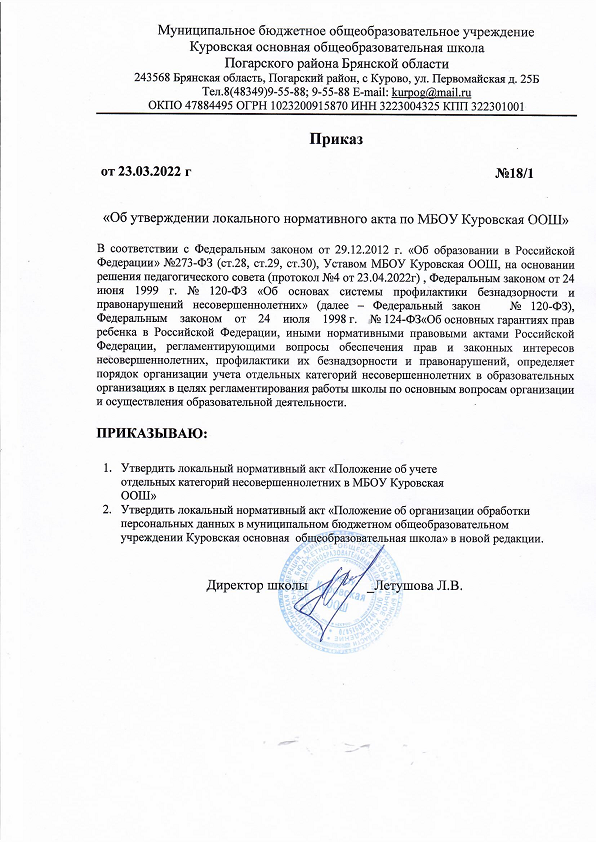 Муниципальное бюджетное общеобразовательное учреждение
Куровская основная общеобразовательная школа
Погарского района Брянской области
243568 Брянская область, Погарский район, с Курово, ул. Первомайская д. 25Б
Тел.8(48349)9-55-88; 9-55-88 E-mail: kurpog@mail.ru
ОКПО 47884495 ОГРН 1023200915870 ИНН 3223004325 КПП 322301001
Приказ
от 23.03.2022 г №18/1
«Об утверждении локального нормативного акта по МБОУ Куровская ООШ»
В соответствии с Федеральным законом от 29.12.2012 г. «Об образовании в Российской
Федерации» №273-ФЗ (ст.28, ст.29, ст.30), Уставом МБОУ Куровская ООШ, на основании
решения педагогического совета (протокол №4 от 23.04.2022г) , Федеральным законом от 24
июня 1999 г. № 120-ФЗ «Об основах системы профилактики безнадзорности и
правонарушений несовершеннолетних» (далее – Федеральный закон № 120-ФЗ),
Федеральным законом от 24 июля 1998 г. № 124-ФЗ«Об основных гарантиях прав
ребенка в Российской Федерации, иными нормативными правовыми актами Российской
Федерации, регламентирующими вопросы обеспечения прав и законных интересов
несовершеннолетних, профилактики их безнадзорности и правонарушений, определяет
порядок организации учета отдельных категорий несовершеннолетних в образовательных
организациях в целях регламентирования работы школы по основным вопросам организации
и осуществления образовательной деятельности.
ПРИКАЗЫВАЮ:
1. Утвердить локальный нормативный акт «Положение об учете
отдельных категорий несовершеннолетних в МБОУ Куровская
ООШ»
2. Утвердить локальный нормативный акт «Положение об организации обработки
персональных данных в муниципальном бюджетном общеобразовательном
учреждении Куровская основная общеобразовательная школа» в новой редакции.
Директор школы _Летушова Л.В.
Куровская
ООШ